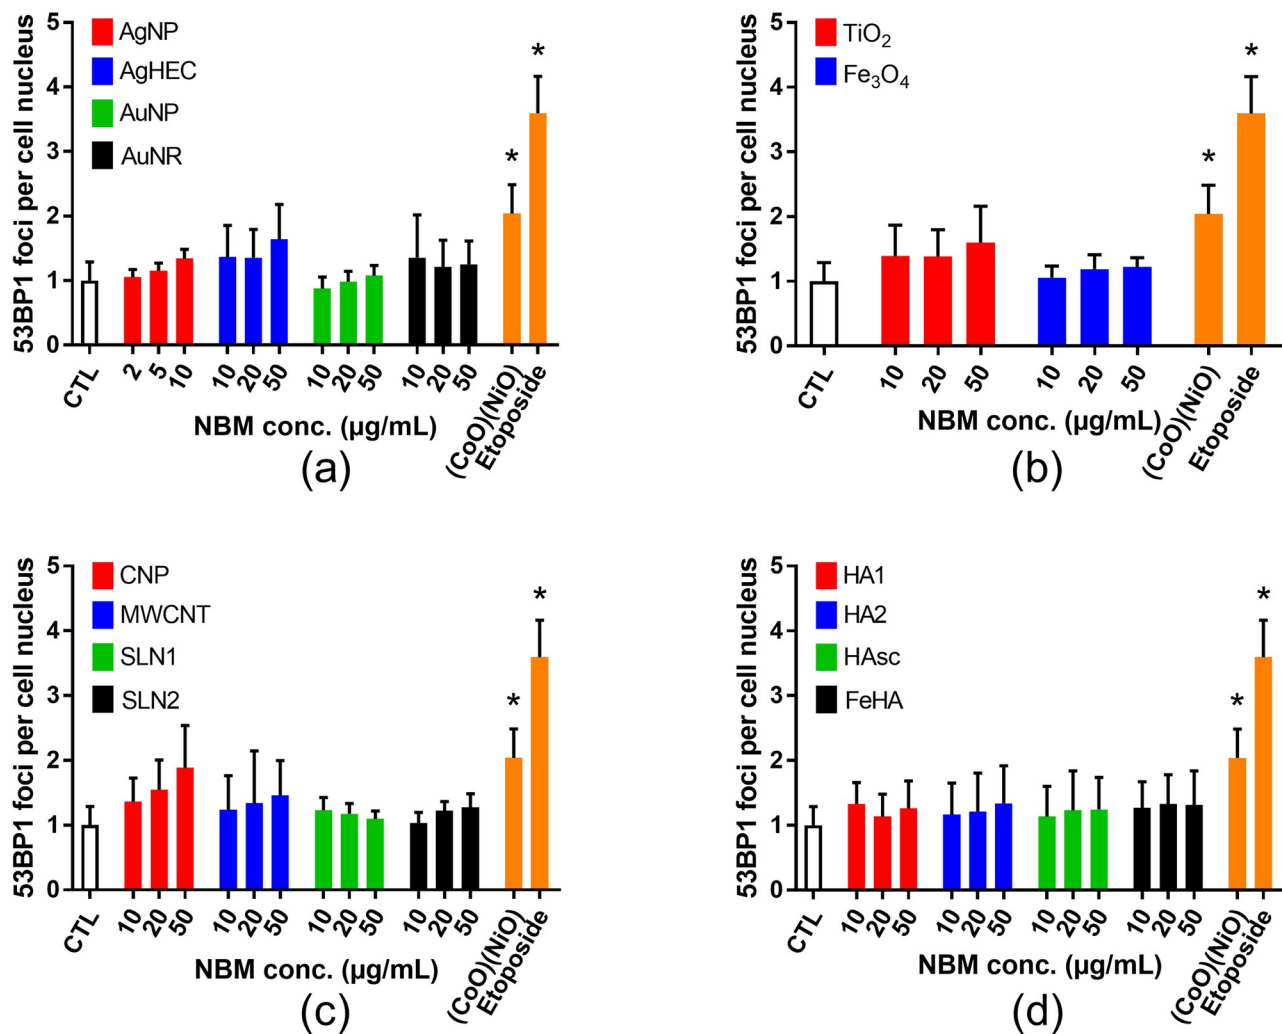 53BP1 foci per cell nucleus
5
4
3
2
1
0
AgNP
AgHEC
AuNP
AuNR
*
*
CTL
2
5
10
10
20
50
10
20
50
10
20
50
(CoO)(NiO)
Etoposide
NBM conc. (µg/mL)
(a)
53BP1 foci per cell nucleus
5
4
3
2
1
0
TiO₂
Fe₃O₄
*
*
CTL
10
20
50
10
20
50
(CoO)(NiO)
Etoposide
NBM conc. (µg/mL)
(b)
53BP1 foci per cell nucleus
5
4
3
2
1
0
CNP
MWCNT
SLN1
SLN2
*
*
CTL
10
20
50
10
20
50
10
20
50
10
20
50
(CoO)(NiO)
Etoposide
NBM conc. (µg/mL)
(c)
53BP1 foci per cell nucleus
5
4
3
2
1
0
HA1
HA2
HAsc
FeHA
*
*
CTL
10
20
50
10
20
50
10
20
50
10
20
50
(CoO)(NiO)
Etoposide
NBM conc. (µg/mL)
(d)